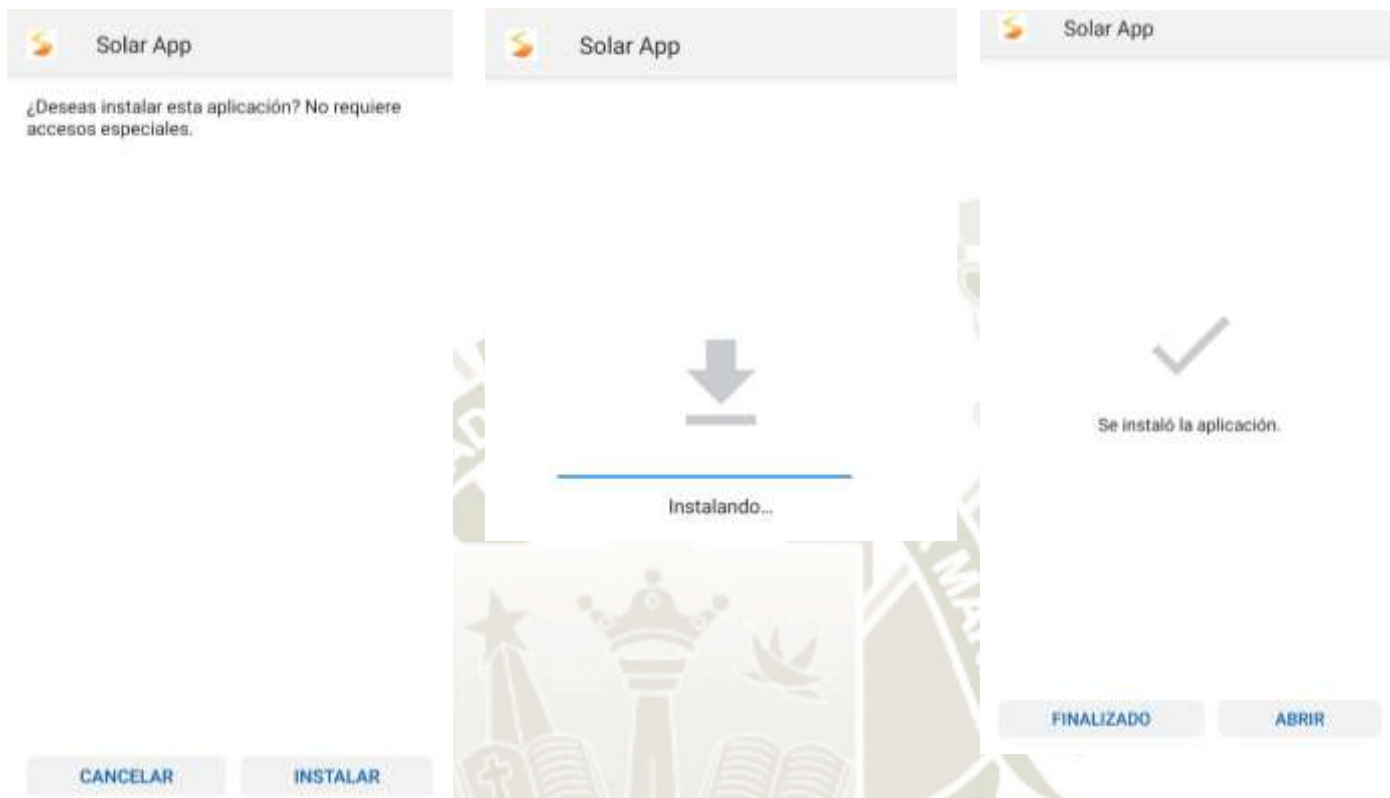 Solar App
¿Deseas instalar esta aplicación? No requiere
accesos especiales.
CANCELAR
INSTALAR
Solar App
Instalando...
Solar App
Se instaló la aplicación.
FINALIZADO
ABRIR